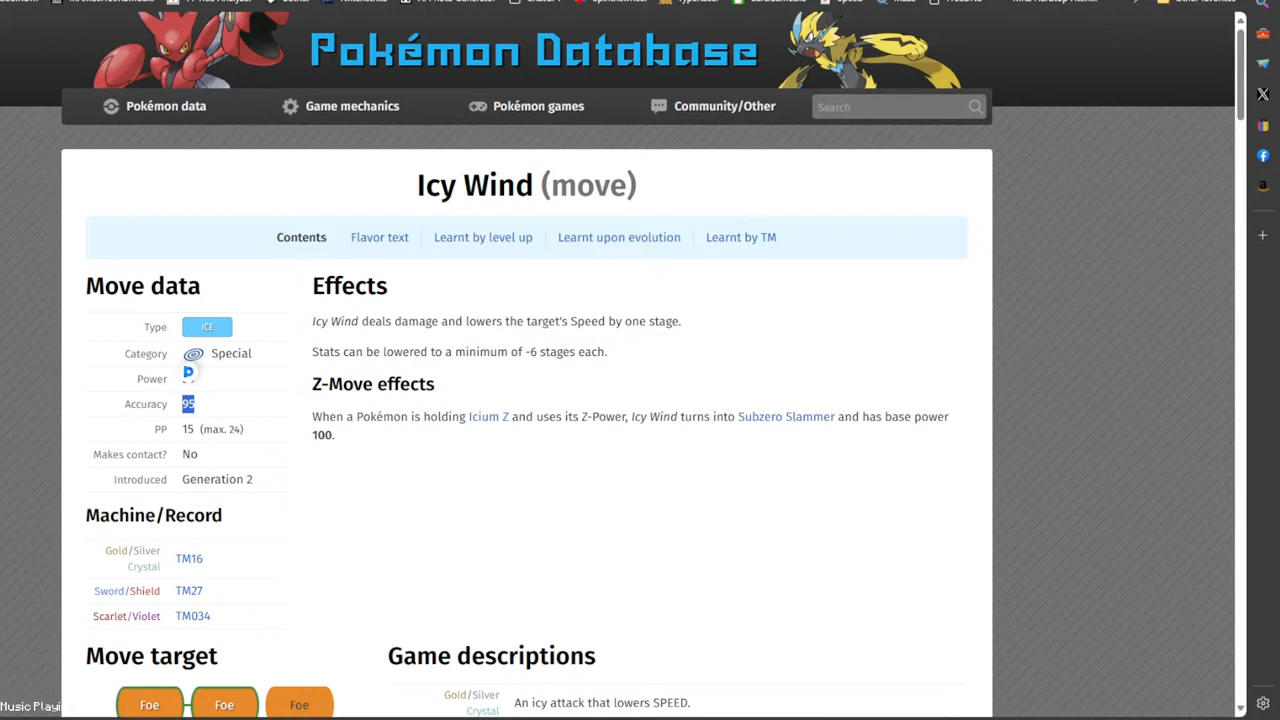 Pokémon Database
Pokémon data
Game mechanics
Pokémon games
Community/Other
Search
Icy Wind (move)
Contents Flavor text Learnt by level up Learnt upon evolution Learnt by TM
Move data
Type ICE
Category Special
Power
Accuracy 95
PP 15 (max. 24)
Makes contact? No
Introduced Generation 2
Machine/Record
Gold/Silver
Crystal
TM16
Sword/Shield TM27
Scarlet/Violet TM034
Effects
Icy Wind deals damage and lowers the target's Speed by one stage.
Stats can be lowered to a minimum of -6 stages each.
Z-Move effects
When a Pokémon is holding Icium Z and uses its Z-Power, Icy Wind turns into Subzero Slammer and has base power
100.
Move target
Foe Foe Foe
Game descriptions
Gold/Silver
Crystal
An icy attack that lowers SPEED.
Music Playi